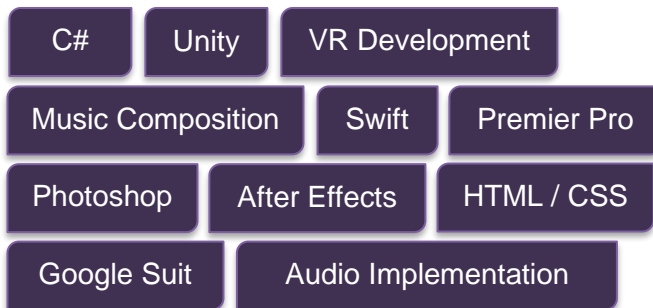 C# Unity VR Development
Music Composition Swift Premier Pro
Photoshop After Effects HTML / CSS
Google Suit Audio Implementation